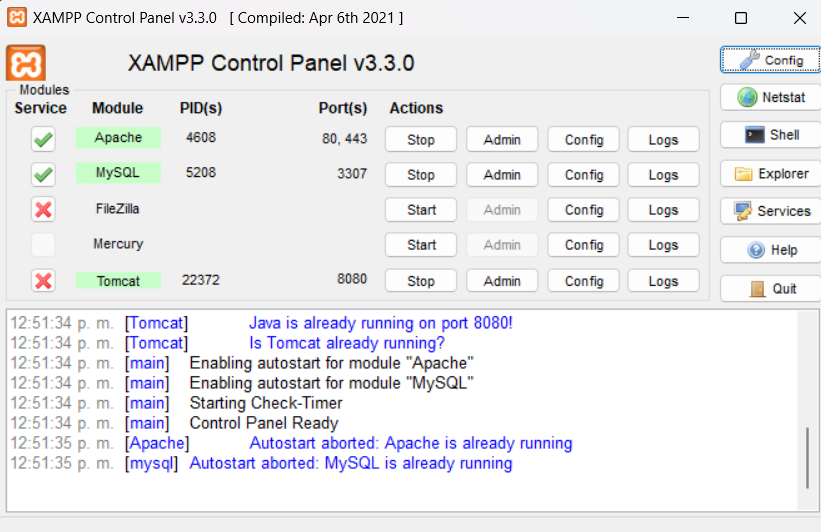 XAMPP Control Panel v3.3.0 [ Compiled: Apr 6th 2021 ]
XAMPP Control Panel v3.3.0
Config
Modules
Service Module PID(s) Port(s) Actions
Netstat
Apache 4608 80, 443 Stop Admin Config Logs
Shell
MySQL 5208 3307 Stop Admin Config Logs
Explorer
FileZilla Start Admin Config Logs
Services
Mercury Start Admin Config Logs
Help
Tomcat 22372 8080 Stop Admin Config Logs
Quit
12:51:34 p. m. [Tomcat] Java is already running on port 8080!
12:51:34 p. m. [Tomcat] Is Tomcat already running?
12:51:34 p. m. [main] Enabling autostart for module "Apache"
12:51:34 p. m. [main] Enabling autostart for module "MySQL"
12:51:34 p. m. [main] Starting Check-Timer
12:51:34 p. m. [main] Control Panel Ready
12:51:35 p. m. [Apache] Autostart aborted: Apache is already running
12:51:35 p. m. [mysql] Autostart aborted: MySQL is already running